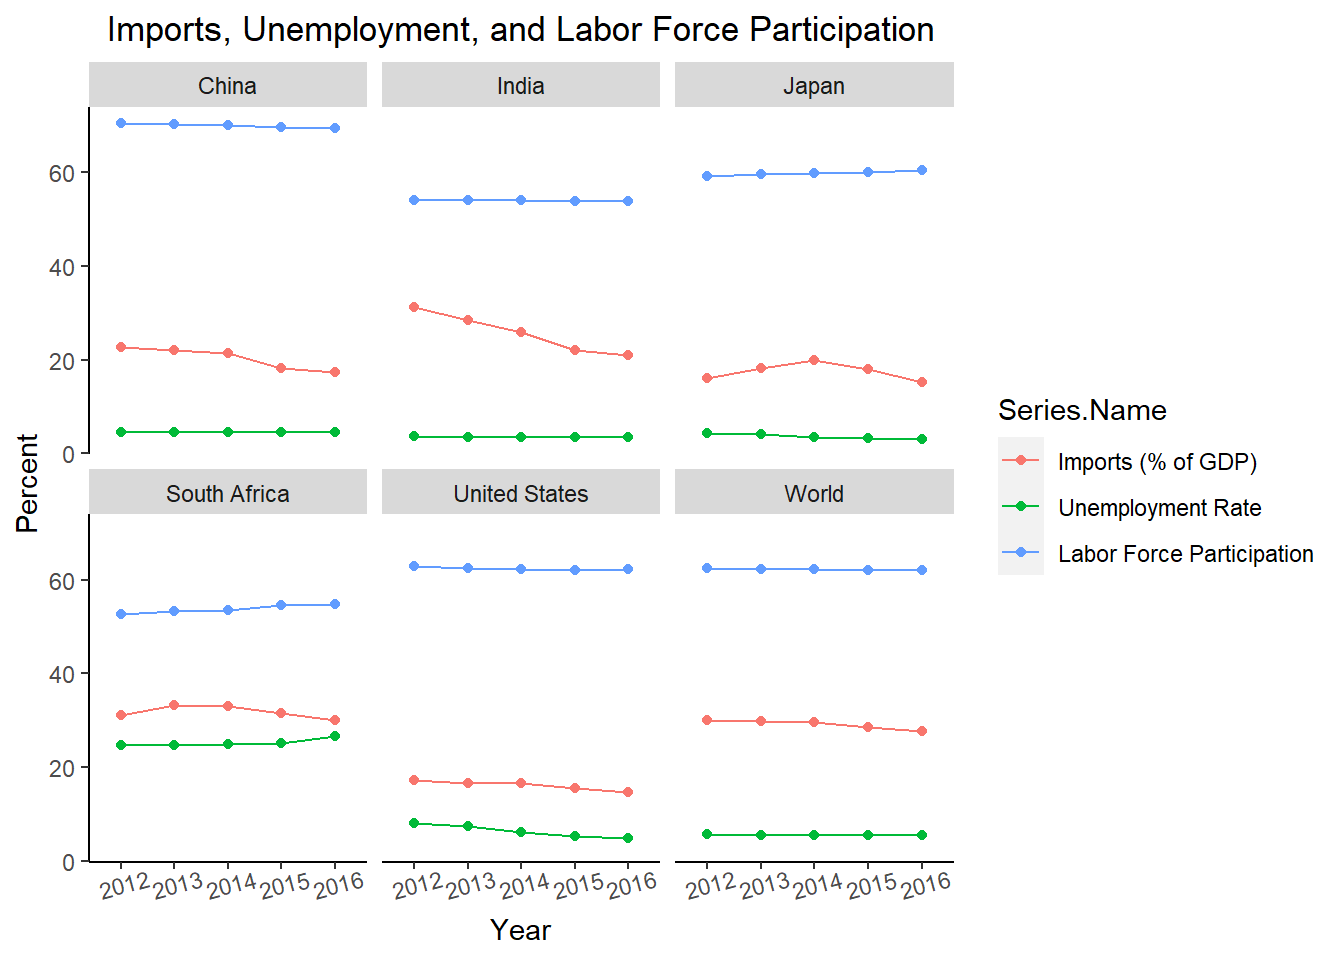 Imports, Unemployment, and Labor Force Participation
China
India
Japan
60
40
20
0
South Africa
United States
World
60
40
20
0
Percent
2012 2013 2014 2015 2016
2012 2013 2014 2015 2016
2012 2013 2014 2015 2016
Year
Series.Name
Imports (% of GDP)
Unemployment Rate
Labor Force Participation